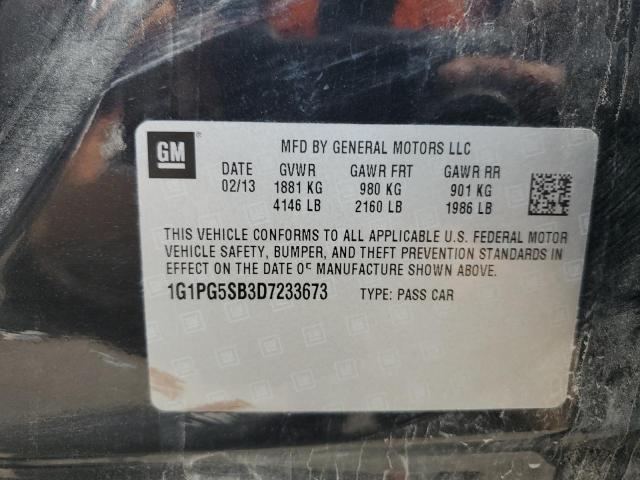 GM
MFD BY GENERAL MOTORS LLC
DATE GVWR GAWR FRT GAWR RR
02/13 1881 KG 980 KG 901 KG
4146 LB 2160 LB 1986 LB
THIS VEHICLE CONFORMS TO ALL APPLICABLE U.S. FEDERAL MOTOR
VEHICLE SAFETY, BUMPER, AND THEFT PREVENTION STANDARDS IN
EFFECT ON THE DATE OF MANUFACTURE SHOWN ABOVE.
1G1PG5SB3D7233673 TYPE: PASS CAR